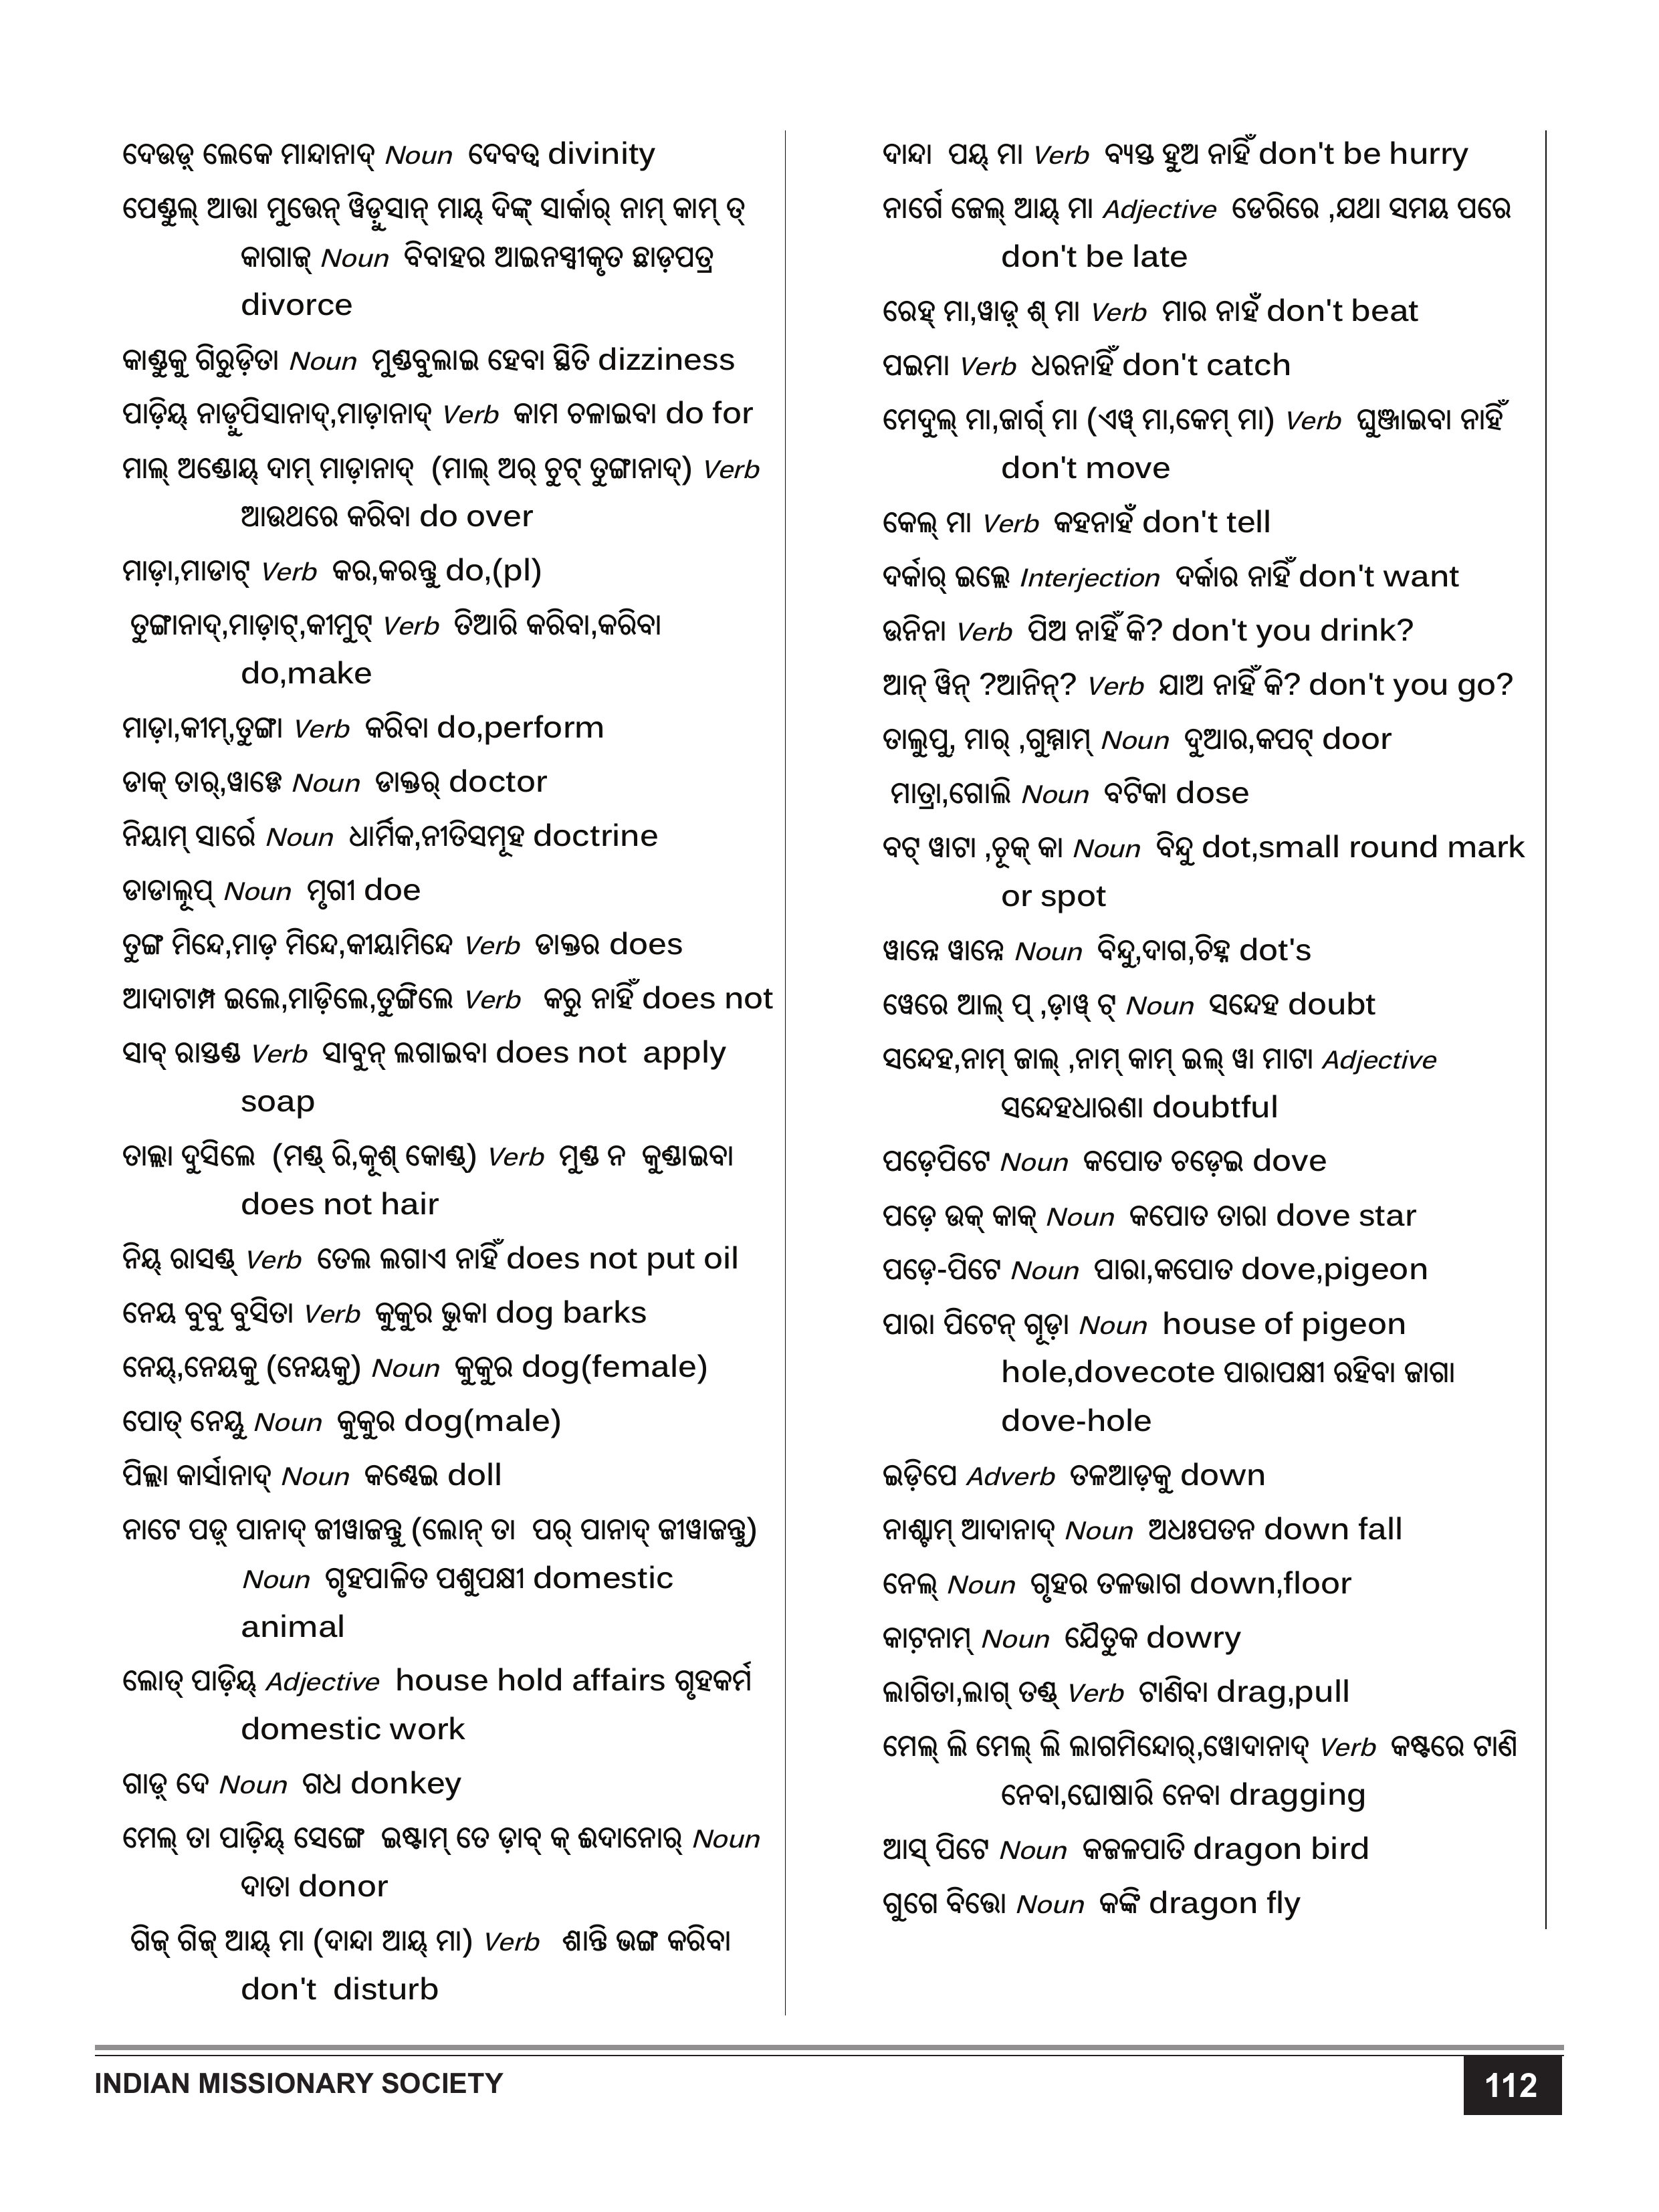 ଦେଉଡ଼୍ ଲେକେ ମାନ୍ଦାନାଦ୍ Noun ଦେବତ୍ୱ divinity
ପେଣ୍ଡୁଲ୍ ଆଉା ମୁଉେନ୍ ୱିଡ଼ୁସାନ୍ ମାୟ୍ ଦିଙ୍କ୍ ସାର୍କାର୍ ନାମ୍ କାମ୍ ତ୍
କାଗାଜ୍ Noun ବିବାହର ଆଇନସ୍ୱୀକୃତ ଛାଡ଼ପତ୍ର
divorce
କାଣ୍ଡୁକୁ ଗିରୁଡ଼ିତା Noun ମୁଣ୍ଡବୁଲାଇ ହେବା ସ୍ଥିତି dizziness
ପାଡ଼ିୟ୍ ନାଡ଼ୁପିସାନାଦ୍,ମାଡ଼ାନାଦ୍ Verb କାମ ଚଳାଇବା do for
ମାଲ୍ ଅଣ୍ଡୋୟ୍ ଦାମ୍ ମାଡ଼ାନାଦ୍ (ମାଲ୍ ଅର୍ ଚୁଟ୍ ତୁଙ୍ଗାନାଦ୍) Verb
ଆଉଥରେ କରିବା do over
ମାଡ଼ା,ମାଡାଟ୍ Verb କର,କରନ୍ତୁ do,(pl)
ତୁଙ୍ଗାନାଦ୍,ମାଡ଼ାଟ୍,କୀମୁଟ୍ Verb ତିଆରି କରିବା,କରିବା
do,make
ମାଡ଼ା,କୀମ୍,ତୁଙ୍ଗା Verb କରିବା do,perform
ଡାକ୍ ତାର୍,ୱାଡ୍ଡେ Noun ଡାକ୍ତର୍ doctor
ନିୟାମ୍ ସାର୍ରେ Noun ଧାର୍ମିକ,ନୀତିସମୂହ doctrine
ଡାଡାଲୂପ୍ Noun ମୃଗୀ doe
ତୁଙ୍ଗ ମିନ୍ଦେ,ମାଡ଼ ମିନ୍ଦେ,କୀୟାମିନ୍ଦେ Verb ଡାକ୍ତର does
ଆଦାଟାମ୍ପ ଇଲେ,ମାଡ଼ିଲେ,ତୁଙ୍ଗିଲେ Verb କରୁ ନାହିଁ does not
ସାବ୍ ରାସ୍ତଣ୍ଡ Verb ସାବୁନ୍ ଲଗାଇବା does not apply
soap
ତାଲ୍ଲା ଦୁସିଲେ (ମଣ୍ଡ୍ ରି,କୂଶ୍ କୋଣ୍ଡ୍) Verb ମୁଣ୍ଡ ନ କୁଣ୍ଡାଇବା
does not hair
ନିୟ୍ ରାସଣ୍ଡ୍ Verb ତେଲ ଲଗାଏ ନାହିଁ does not put oil
ନେୟ ବୁବୁ ବୁସିତା Verb କୁକୁର ଭୁକା dog barks
ନେୟ୍,ନେୟକୁ (ନେୟକୁ) Noun କୁକୁର dog(female)
ପୋତ୍ ନେୟୁ Noun କୁକୁର dog(male)
ପିଲ୍ଲା କାର୍ସାନାଦ୍ Noun କଣ୍ଢେଇ doll
ନାଟେ ପଡ଼୍ ପାନାଦ୍ ଜୀୱାଜନ୍ତୁ (ଲୋନ୍ ତା ପର୍ ପାନାଦ୍ ଜୀୱାଜନ୍ତୁ)
Noun ଗୃହପାଳିତ ପଶୁପକ୍ଷୀ domestic
animal
ଲୋତ୍ ପାଡ଼ିୟ୍ Adjective house hold affairs ଗୃହକର୍ମ
domestic work
ଗାଡ଼୍ ଦେ Noun ଗଧ donkey
ମେଲ୍ ତା ପାଡ଼ିୟ୍ ସେଙ୍ଗେ ଇଷ୍ଟାମ୍ ତେ ଡ଼ାବ୍ କ୍ ଈଦାନୋର୍ Noun
ଦାତା donor
ଗିଜ୍ ଗିଜ୍ ଆୟ୍ ମା (ଦାନ୍ଦା ଆୟ୍ ମା) Verb ଶାନ୍ତି ଭଙ୍ଗ କରିବା
don't disturb
ଦାନ୍ଦା ପୟ୍ ମା Verb ବ୍ୟସ୍ତ ହୁଅ ନାହିଁ don't be hurry
ନାର୍ଗେ ଜେଲ୍ ଆୟ୍ ମା Adjective ଡେରିରେ ,ଯଥା ସମୟ ପରେ
don't be late
ରେହ୍ ମା,ୱାଡ଼୍ ଶ୍ ମା Verb ମାର ନାହଁ don't beat
ପଇମା Verb ଧରନାହିଁ don't catch
ମେଦୁଲ୍ ମା,ଜାର୍ଗ୍ ମା (ଏୱ୍ ମା,କେମ୍ ମା) Verb ଘୁଞ୍ଚାଇବା ନାହିଁ
don't move
କେଲ୍ ମା Verb କହନାହଁ don't tell
ଦର୍କାର୍ ଇଲ୍ଲେ Interjection ଦର୍କାର ନାହିଁ don't want
ଉନିନା Verb ପିଅ ନାହିଁ କି? don't you drink?
ଆନ୍ ୱିନ୍ ?ଆନିନ୍? Verb ଯାଅ ନାହିଁ କି? don't you go?
ତାଲୁପୁ, ମାର୍ ,ଗୁମ୍ମାମ୍ Noun ଦୁଆର,କପଟ୍ door
ମାତ୍ରା,ଗୋଲି Noun ବଟିକା dose
ବଟ୍ ୱାଟା ,ଚୂକ୍ କା Noun ବିନ୍ଦୁ dot,small round mark
or spot
ୱାନ୍ନେ ୱାନ୍ନେ Noun ବିନ୍ଦୁ,ଦାଗ,ଚିହ୍ନ dot's
ୱେରେ ଆଲ୍ ପ୍ ,ଡ଼ାୱ୍ ଟ୍ Noun ସନ୍ଦେହ doubt
ସନ୍ଦେହ,ନାମ୍ ଜାଲ୍ ,ନାମ୍ କାମ୍ ଇଲ୍ ୱା ମାଟା Adjective
ସନ୍ଦେହଧାରଣା doubtful
ପଡ଼େପିଟେ Noun କପୋତ ଚଡ଼େଇ dove
ପଡ଼େ ଉକ୍ କାକ୍ Noun କପୋତ ତାରା dove star
ପଡ଼େ-ପିଟେ Noun ପାରା,କପୋତ dove,pigeon
ପାରା ପିଟେନ୍ ଗୂଡ଼ା Noun house of pigeon
hole,dovecote ପାରାପକ୍ଷୀ ରହିବା ଜାଗା
dove-hole
ଇଡ଼ିପେ Adverb ତଳଆଡ଼କୁ down
ନାଶ୍ଟାମ୍ ଆଦାନାଦ୍ Noun ଅଧଃପତନ down fall
ନେଲ୍ Noun ଗୃହର ତଳଭାଗ down,floor
କାଟ଼ନାମ୍ Noun ଯୈତୁକ dowry
ଲାଗିତା,ଲାଗ୍ ତଣ୍ଡ୍ Verb ଟାଣିବା drag,pull
ମେଲ୍ ଲି ମେଲ୍ ଲି ଲାଗମିନ୍ଦୋର୍,ୱୋଦାନାଦ୍ Verb କଷ୍ଟରେ ଟାଣି
ନେବା,ଘୋଷାରି ନେବା dragging
ଆସ୍ ପିଟେ Noun କଜଳପାତି dragon bird
ଗୁଗେ ବିତ୍ତୋ Noun କଙ୍କି dragon fly
INDIAN MISSIONARY SOCIETY
112